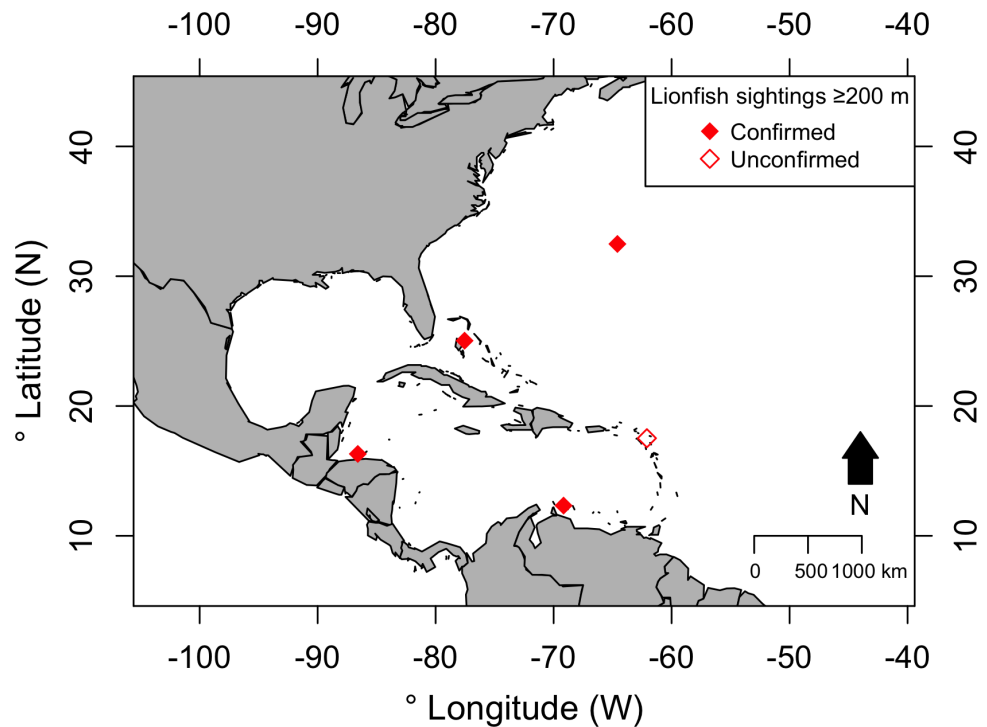 -100 -90 -80 -70 -60 -50 -40
Lionfish sightings ≥200 m
Confirmed
Unconfirmed
40 40
30 30
20 20
10 10
° Latitude (N)
N
0 500 1000 km
-100 -90 -80 -70 -60 -50 -40
° Longitude (W)